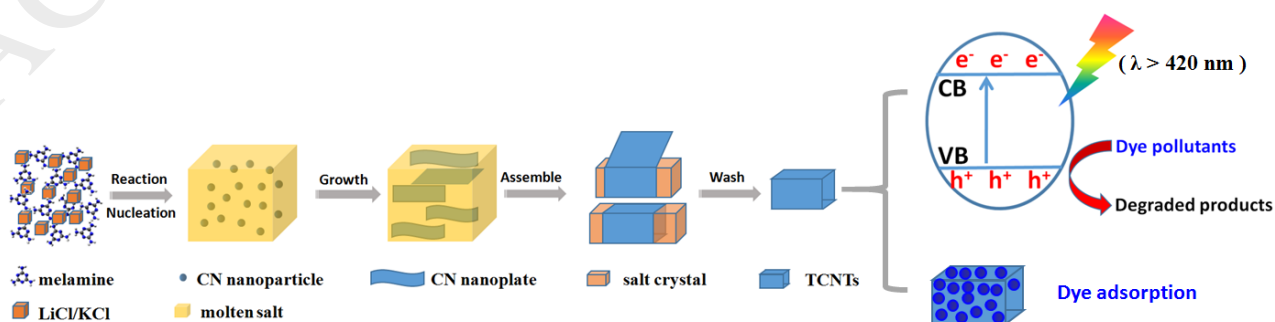 AC
e⁻ e⁻ e⁻
CB
( λ > 420 nm )
VB
h⁺ h⁺ h⁺
Dye pollutants
Degraded products
Reaction
Nucleation
Growth
Assemble
Wash
melamine
CN nanoparticle
CN nanoplate
salt crystal
TCNTs
LiCl/KCl
molten salt
Dye adsorption